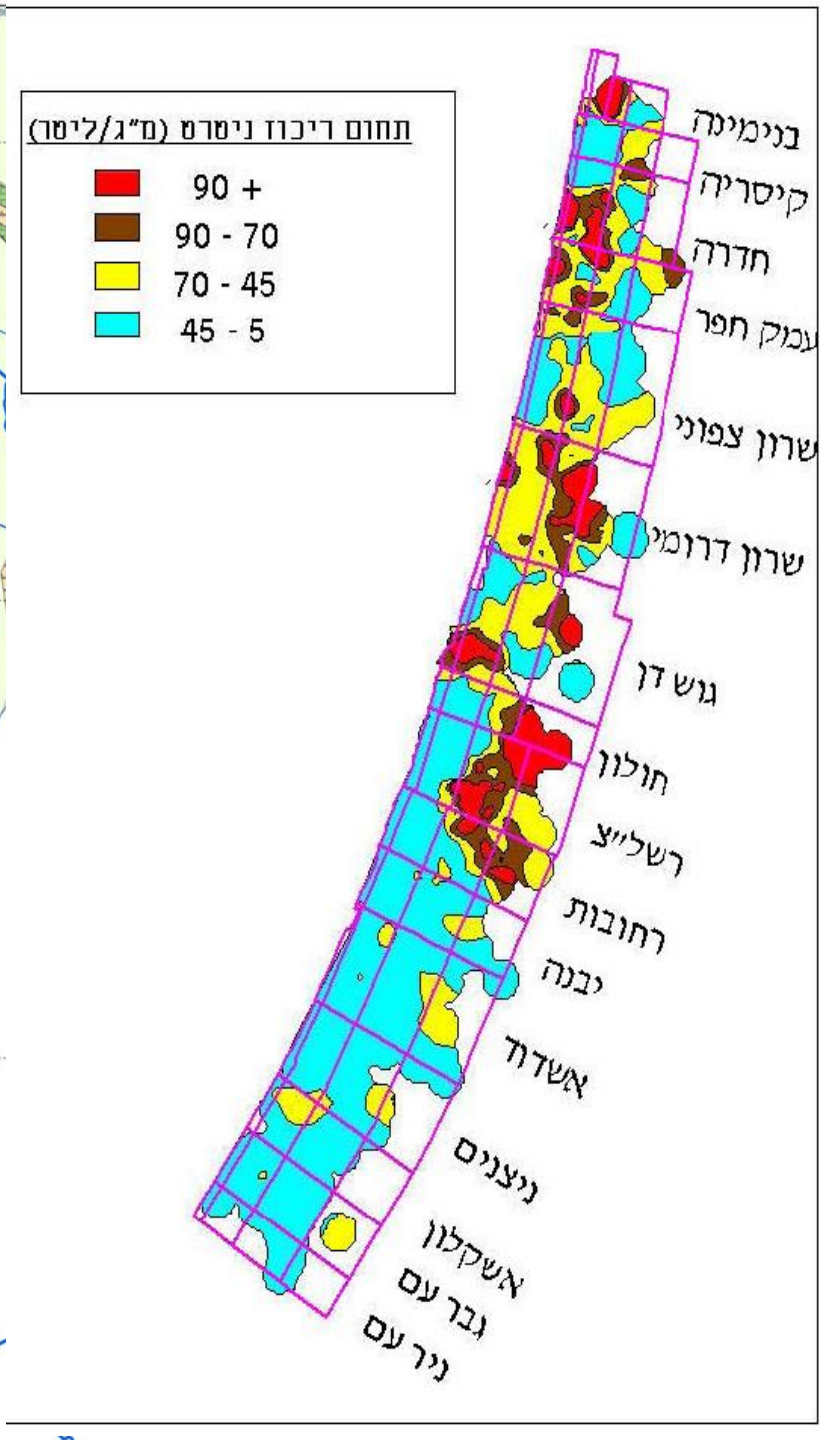 תחום ריכוז ניטרט (מ"ג/ליטר)
90 +
90 - 70
70 - 45
45 - 5
בנימינה
קיסריה
חדרה
עמק חפר
שרון צפוני
שרון דרומי
גוש דן
חולון
רשל״צ
רחובות
יבנה
אשדוד
ניצנים
אשקלון
גבר עם
ניר עם